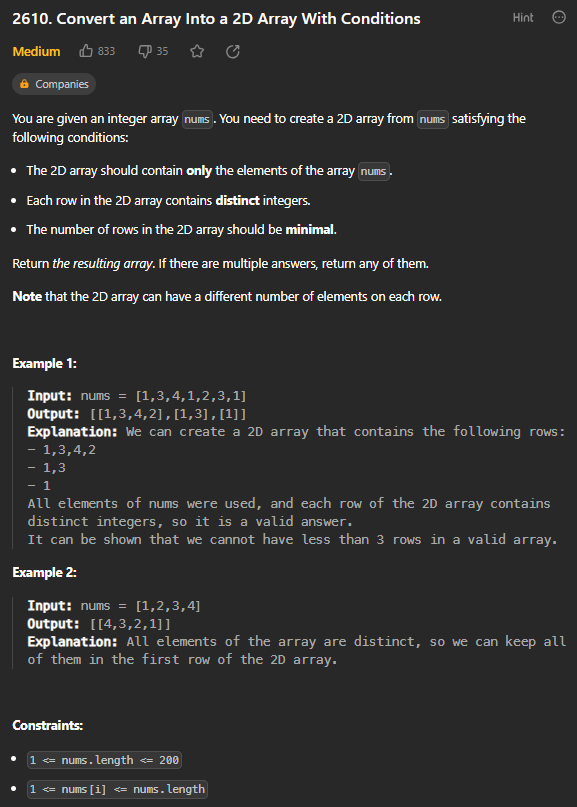 2610. Convert an Array Into a 2D Array With Conditions
Hint
Medium 833 35
Companies
You are given an integer array nums. You need to create a 2D array from nums satisfying the
following conditions:
• The 2D array should contain only the elements of the array nums.
• Each row in the 2D array contains distinct integers.
• The number of rows in the 2D array should be minimal.
Return the resulting array. If there are multiple answers, return any of them.
Note that the 2D array can have a different number of elements on each row.
Example 1:
Input: nums = [1,3,4,1,2,3,1]
Output: [[1,3,4,2],[1,3],[1]]
Explanation: We can create a 2D array that contains the following rows:
- 1,3,4,2
- 1,3
- 1
All elements of nums were used, and each row of the 2D array contains
distinct integers, so it is a valid answer.
It can be shown that we cannot have less than 3 rows in a valid array.
Example 2:
Input: nums = [1,2,3,4]
Output: [[4,3,2,1]]
Explanation: All elements of the array are distinct, so we can keep all
of them in the first row of the 2D array.
Constraints:
• 1 <= nums.length <= 200
• 1 <= nums[i] <= nums.length